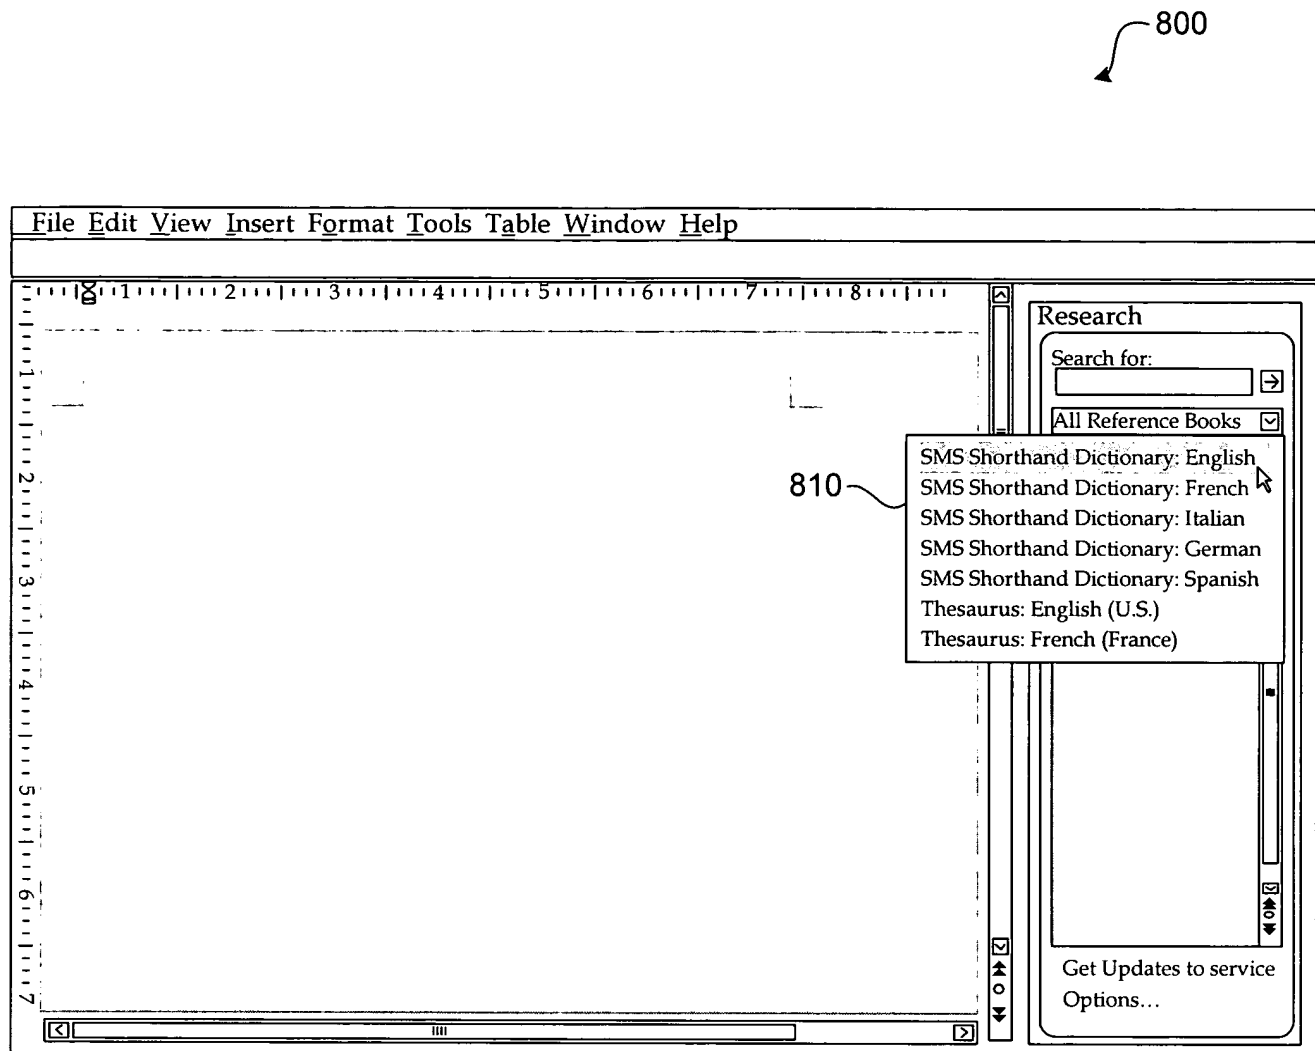 800
File Edit View Insert Format Tools Table Window Help
1 2 3 4 5 6 7 8
Research
Search for:
All Reference Books
SMS Shorthand Dictionary: English
810
SMS Shorthand Dictionary: French
SMS Shorthand Dictionary: Italian
SMS Shorthand Dictionary: German
SMS Shorthand Dictionary: Spanish
Thesaurus: English (U.S.)
Thesaurus: French (France)
1
2
3
4
5
6
7
Get Updates to service
Options...